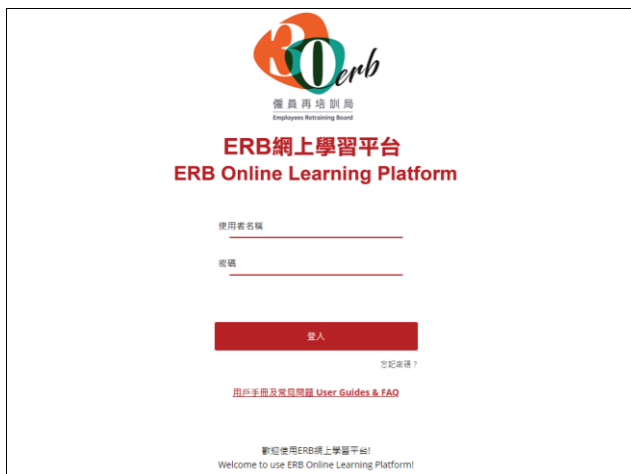 30 erb
僱員再培訓局
Employees Retraining Board
ERB網上學習平台
ERB Online Learning Platform
使用者名稱
密碼
登入
忘記密碼？
用戶手冊及常見問題 User Guides & FAQ
歡迎使用ERB網上學習平台!
Welcome to use ERB Online Learning Platform!